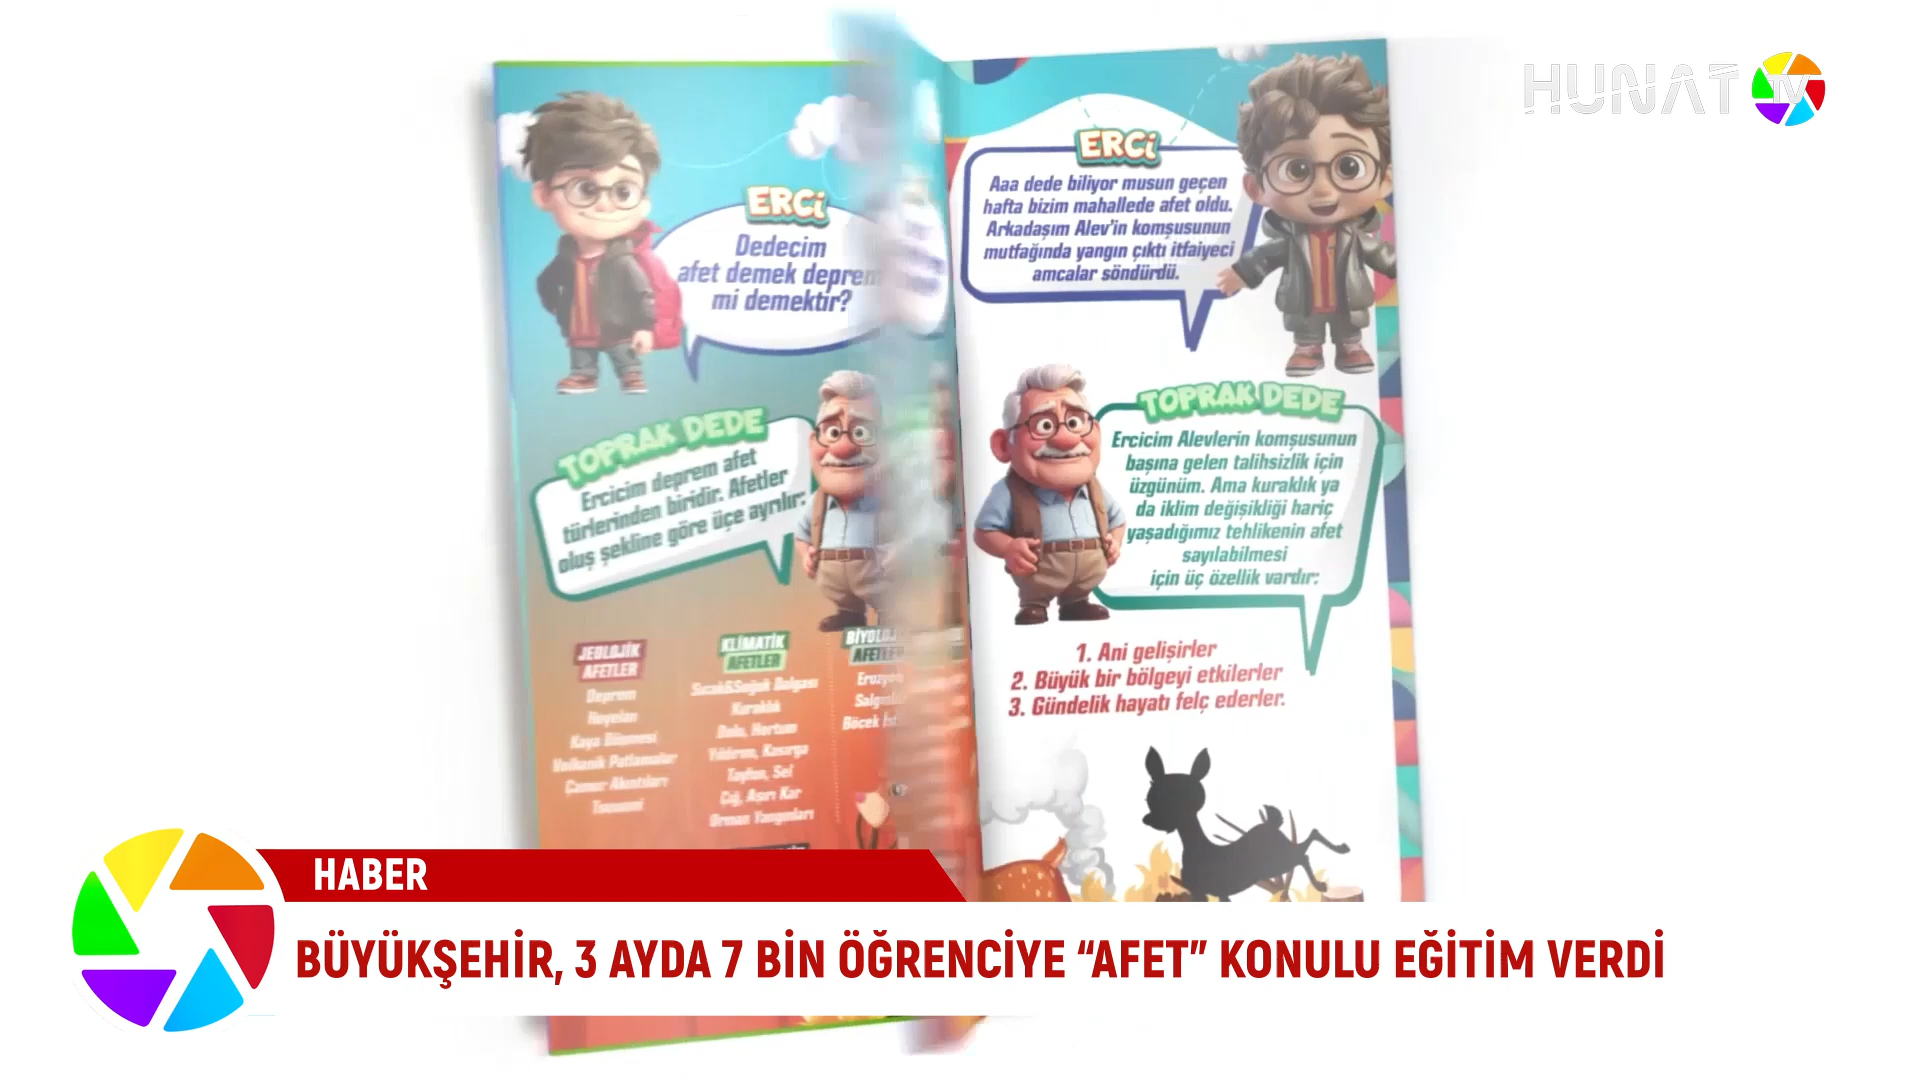 HUNAT TV
ERCİ
Dedecim
afet demek
mi demektir?
TOPRAK DEDE
Ercicim deprem afet
türlerinden biridir. Afetler
oluş şekline göre üçe ayrılır:
JEOLOJİK
AFETLER
Deprem
Heyelan
Kaya Düşmesi
Volkanik Patlamalar
Çamur Akıntıları
Tsunami
KLİMATİK
AFETLER
Sıcak&Soğuk Dalgası
Kuraklık
Dolu, Hortum
Yıldırım, Kasırga
Tayfun, Sel
Çığ, Aşırı Kar
Orman Yangınları
ERCİ
Aaa dede biliyor musun geçen
hafta bizim mahallede afet oldu.
Arkadaşım Alev'in komşusunun
mutfağında yangın çıktı itfaiyeci
amcalar söndürdü.
TOPRAK DEDE
Ercicim Alevlerin komşusunun
başına gelen talihsizlik için
üzgünüm. Ama kuraklık ya
da iklim değişikliği hariç
yaşadığımız tehlikenin afet
sayılabilmesi
için üç özellik vardır:
1. Ani gelişirler
2. Büyük bir bölgeyi etkilerler
3. Gündelik hayatı felç ederler.
HABER
BÜYÜKŞEHİR, 3 AYDA 7 BİN ÖĞRENCİYE “AFET” KONULU EĞİTİM VERDİ